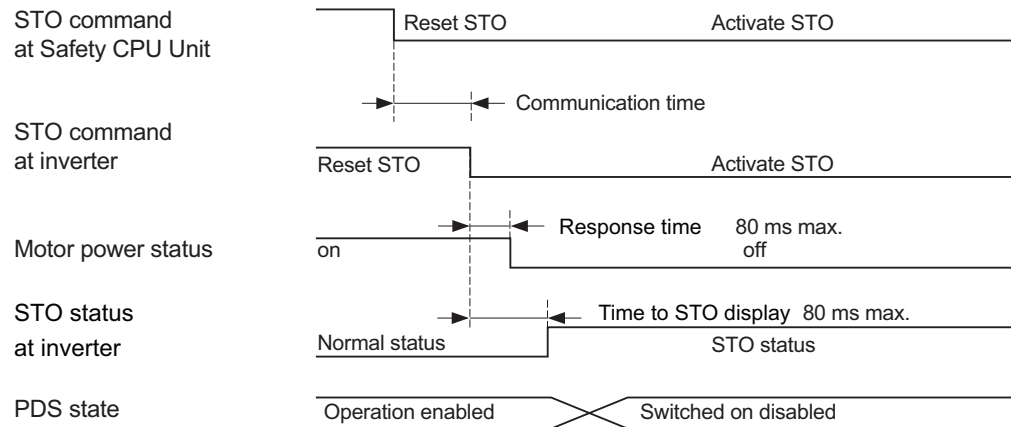 STO command
at Safety CPU Unit
Reset STO
Activate STO
Communication time
STO command
at inverter
Reset STO
Activate STO
Response time 80 ms max.
Motor power status
on
off
STO status
at inverter
Time to STO display 80 ms max.
Normal status
STO status
PDS state
Operation enabled
Switched on disabled